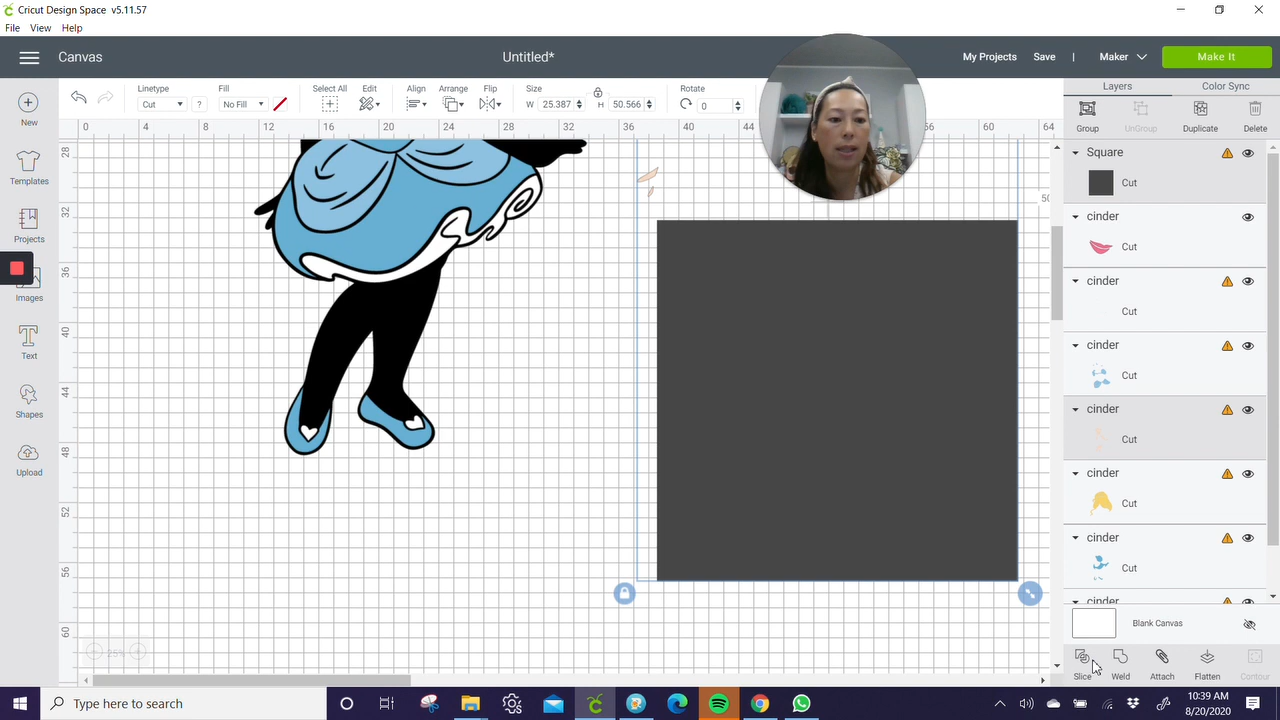 Cricut Design Space v5.11.57
File View Help
Canvas
Untitled*
My Projects Save | Maker Make It
Linetype Fill Select All Edit Align Arrange Flip Size Rotate
Cut ? No Fill W 25.387 H 50.566 0
Layers Color Sync
Group UnGroup Duplicate Delete
New
Templates
Projects
Images
Text
Shapes
Upload
0 4 8 12 16 20 24 28 32 36 40 44 56 60 64
28
32
36
40
44
48
52
56
60
50
25%
Square
Cut
cinder
Cut
cinder
Cut
cinder
Cut
cinder
Cut
cinder
Cut
cinder
Cut
cinder
Blank Canvas
Slice Weld Attach Flatten Contour
Type here to search
10:39 AM
8/20/2020